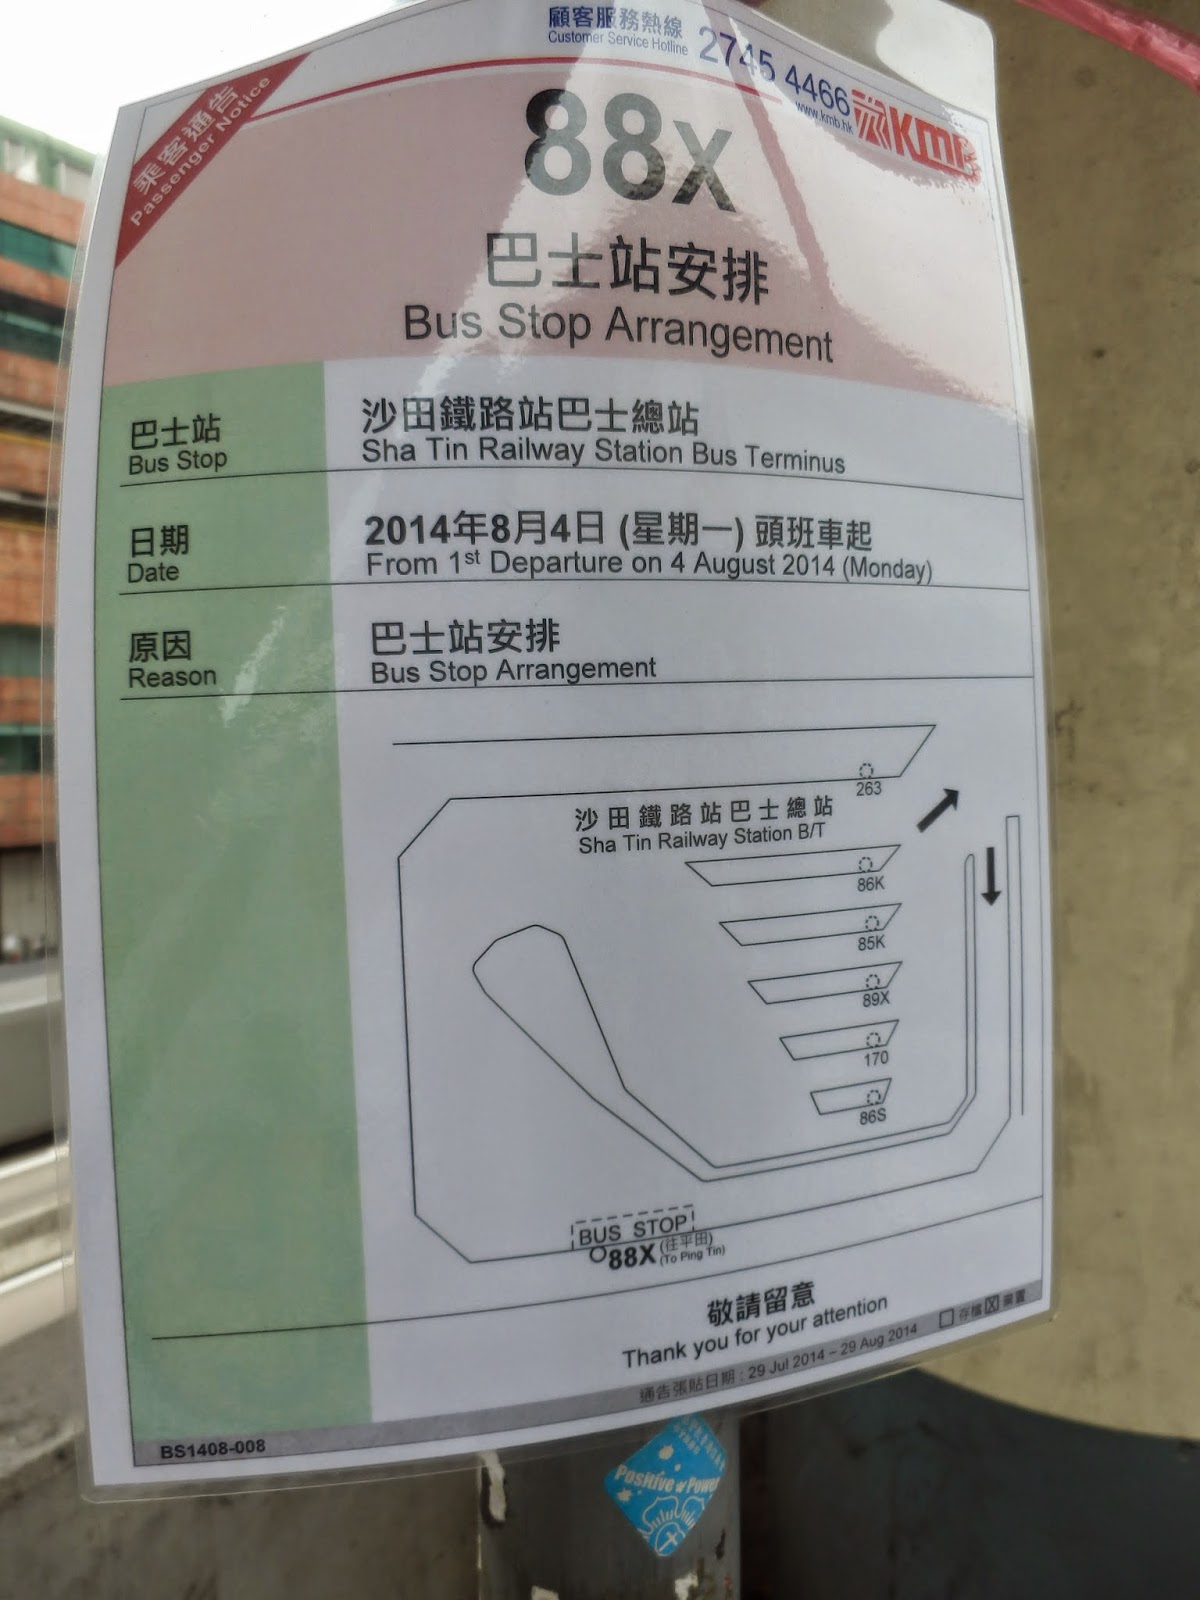 顧客服務熱線
Customer Service Hotline
2745 4466
www.kmb.hk
KMB
乘客通告
Passenger Notice
88X
巴士站安排
Bus Stop Arrangement
巴士站
Bus Stop
沙田鐵路站巴士總站
Sha Tin Railway Station Bus Terminus
日期
Date
2014年8月4日 (星期一) 頭班車起
From 1st Departure on 4 August 2014 (Monday)
原因
Reason
巴士站安排
Bus Stop Arrangement
263
沙田鐵路站巴士總站
Sha Tin Railway Station B/T
86K
85K
89X
170
86S
BUS STOP
88X (往平田)
(To Ping Tin)
敬請留意
Thank you for your attention
通告張貼日期 : 29 Jul 2014 – 29 Aug 2014
存檔 棄置
BS1408-008
Positive Power